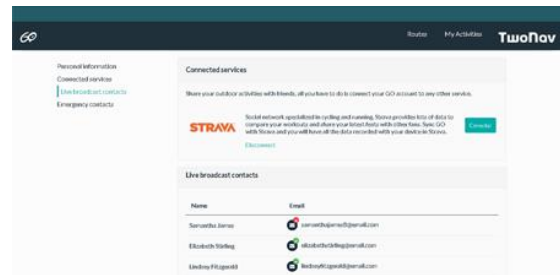 GO
Routes My Activities TwoNav
Personal information
Connected services
Live broadcast contacts
Emergency contacts
Connected services
Share your outdoor activities with friends, all you have to do is connect your GO account to any other service.
STRAVA
Social network specialized in cycling and running. Strava provides lots of data to
compare your workouts and share your latest feats with other fans. Sync GO
with Strava and you will have all the data recorded with your device in Strava.
Disconnect
Live broadcast contacts
Name Email
Samantha
Elizabeth Stirling
Lindsey Fitzgerald